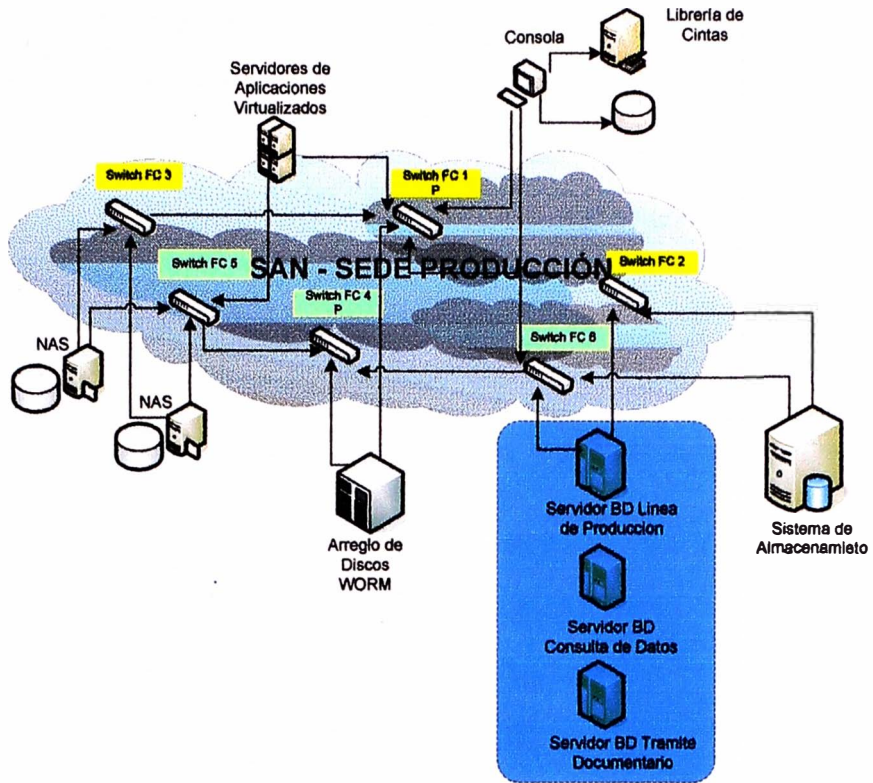 Librería de
Cintas
Consola
Servidores de
Aplicaciones
Virtualizados
Switch FC 3
Switch FC 1
P
SAN - SEDE PRODUCCIÓN
Switch FC 5
Switch FC 2
Switch FC 4
P
Switch FC 6
NAS
NAS
Arreglo de
Discos
WORM
Servidor BD Linea
de Produccion
Sistema de
Almacenamieto
Servidor BD
Consulta de Datos
Servidor BD Tramite
Documentario